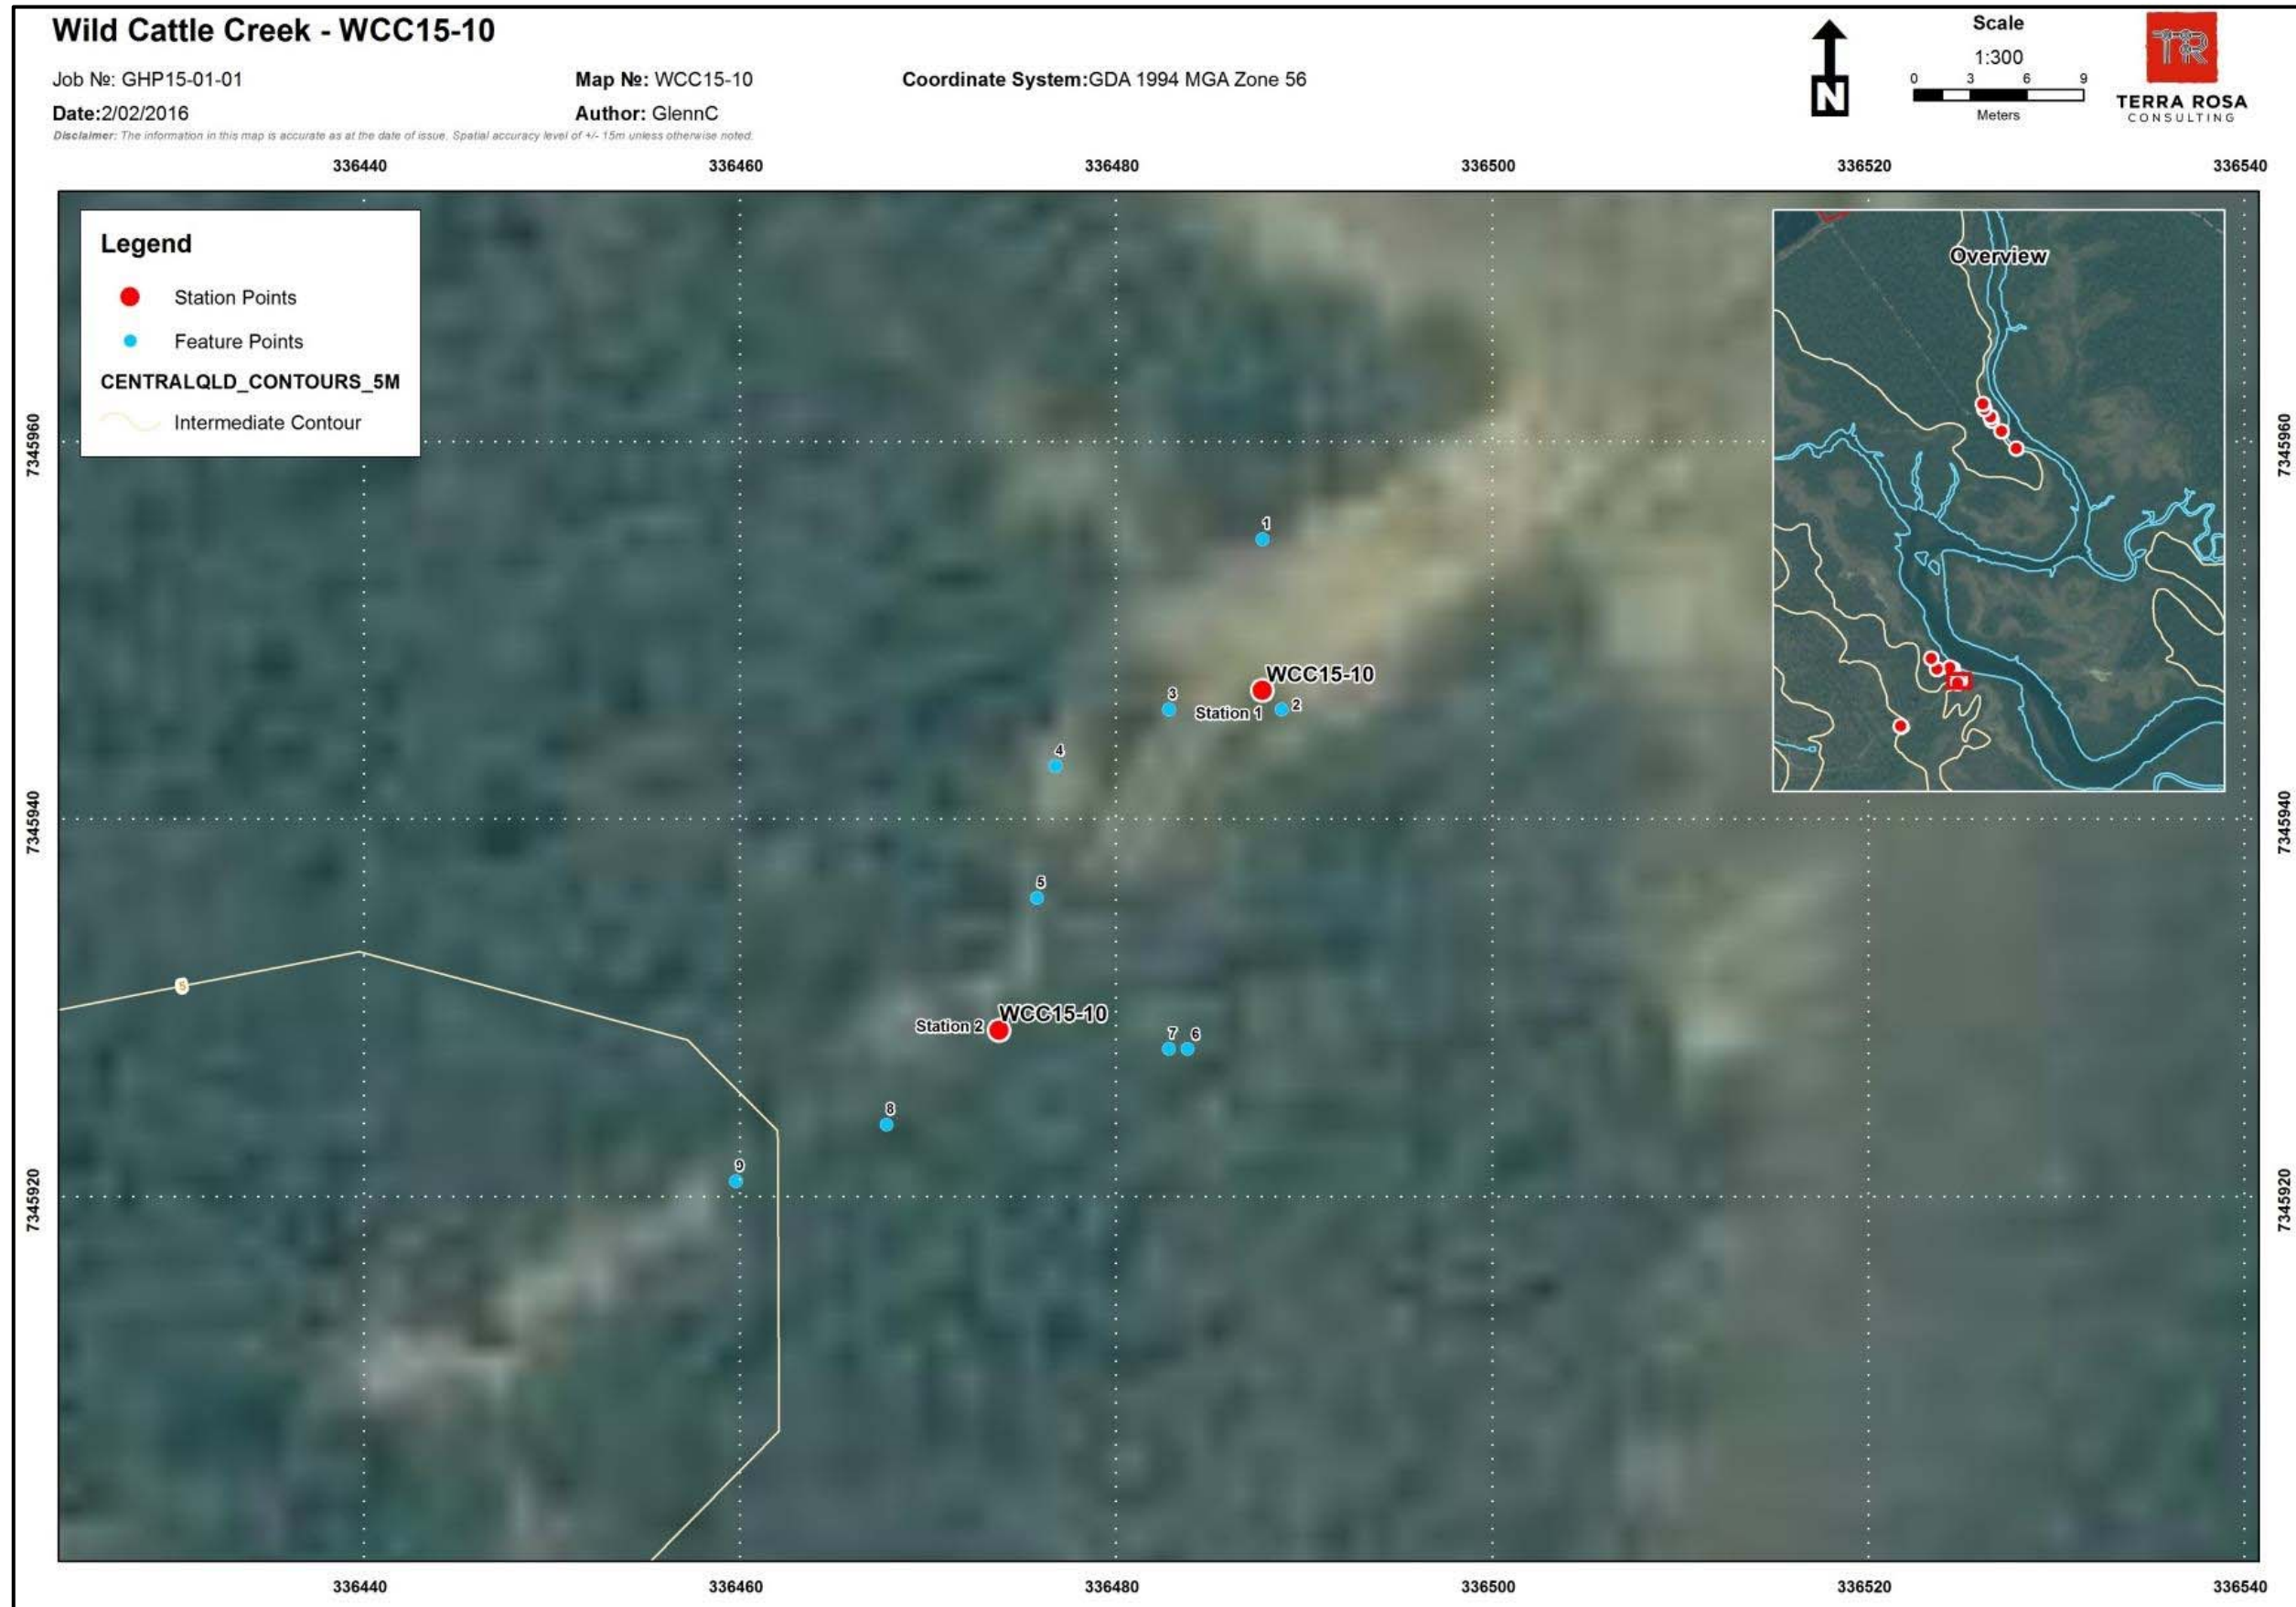 Wild Cattle Creek - WCC15-10
Job №: GHP15-01-01
Map №: WCC15-10
Coordinate System:GDA 1994 MGA Zone 56
Date:2/02/2016
Author: GlennC
Disclaimer: The information in this map is accurate as at the date of issue. Spatial accuracy level of +/- 15m unless otherwise noted.
N
Scale
1:300
0 3 6 9
Meters
TR
TERRA ROSA
CONSULTING
336440 336460 336480 336500 336520 336540
Legend
Station Points
Feature Points
CENTRALQLD_CONTOURS_5M
Intermediate Contour
Overview
7345960
7345960
1
WCC15-10
3
Station 1
2
4
7345940
7345940
5
5
WCC15-10
Station 2
7 6
8
9
7345920
7345920
336440 336460 336480 336500 336520 336540